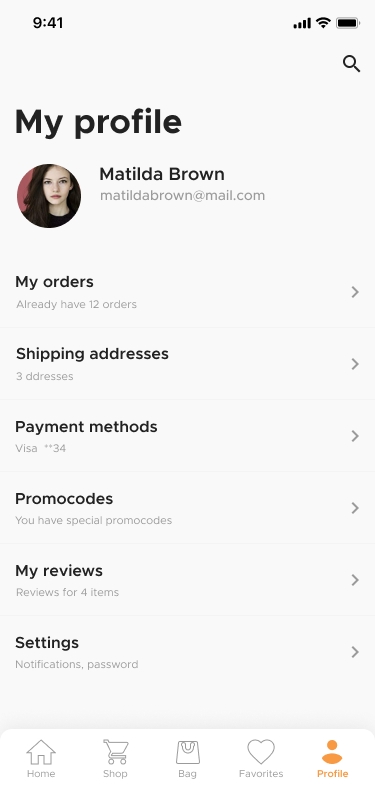 9:41
My profile
Matilda Brown
matildabrown@mail.com
My orders
Already have 12 orders
Shipping addresses
3 ddresses
Payment methods
Visa **34
Promocodes
You have special promocodes
My reviews
Reviews for 4 items
Settings
Notifications, password
Home Shop Bag Favorites Profile